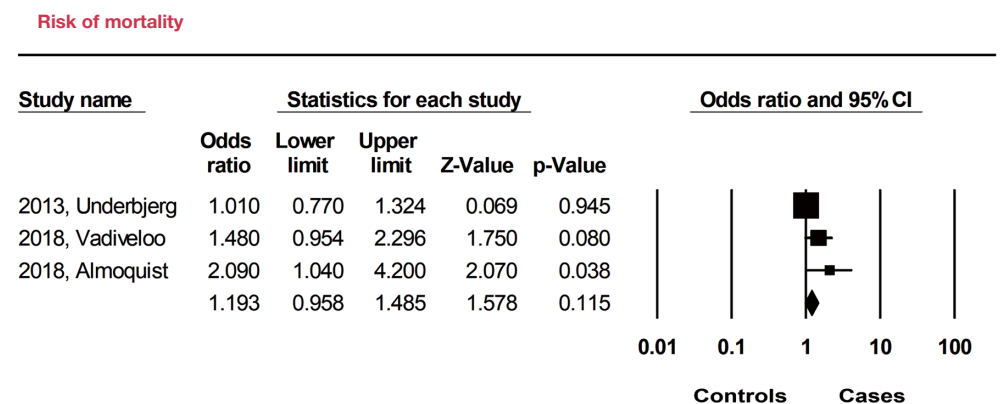 Risk of mortality
Study name Statistics for each study Odds ratio and 95% CI
Odds Lower Upper
ratio limit limit Z-Value p-Value
2013, Underbjerg 1.010 0.770 1.324 0.069 0.945
2018, Vadiveloo 1.480 0.954 2.296 1.750 0.080
2018, Almoquist 2.090 1.040 4.200 2.070 0.038
1.193 0.958 1.485 1.578 0.115
0.01 0.1 1 10 100
Controls Cases